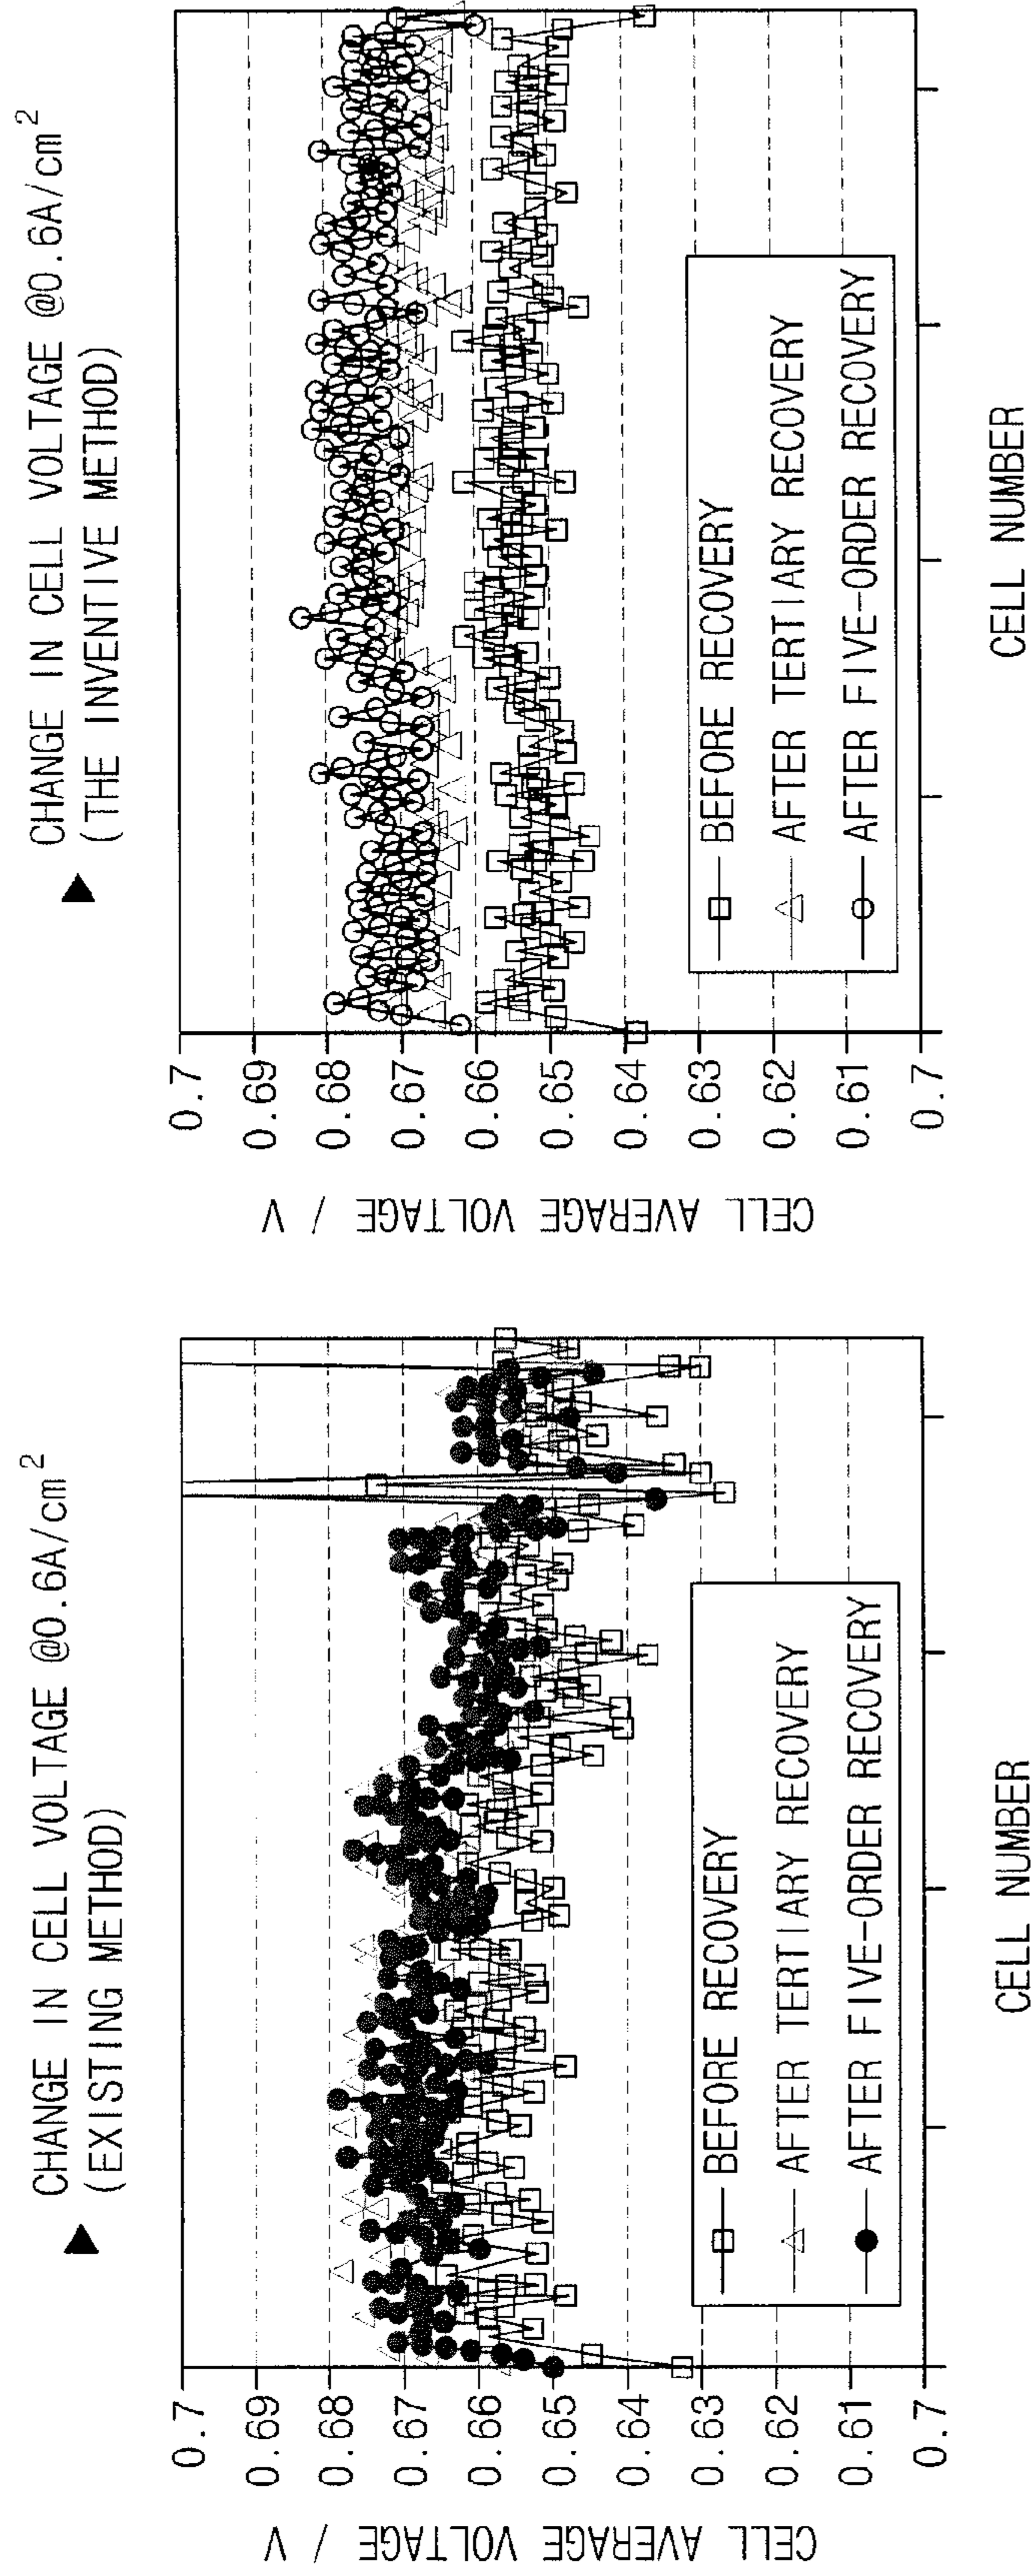 ▶ CHANGE IN CELL VOLTAGE @0.6A/cm2
(EXISTING METHOD)
CELL AVERAGE VOLTAGE / V
0.7
0.69
0.68
0.67
0.66
0.65
0.64
0.63
0.62
0.61
0.7
BEFORE RECOVERY
AFTER TERTIARY RECOVERY
AFTER FIVE-ORDER RECOVERY
CELL NUMBER
▶ CHANGE IN CELL VOLTAGE @0.6A/cm2
(THE INVENTIVE METHOD)
CELL AVERAGE VOLTAGE / V
0.7
0.69
0.68
0.67
0.66
0.65
0.64
0.63
0.62
0.61
0.7
BEFORE RECOVERY
AFTER TERTIARY RECOVERY
AFTER FIVE-ORDER RECOVERY
CELL NUMBER